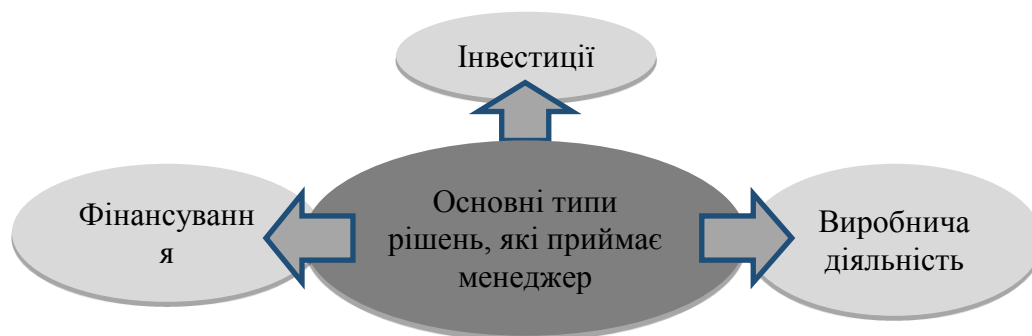 Інвестиції
Фінансуванн
я
Основні типи
рішень, які приймає
менеджер
Виробнича
діяльність